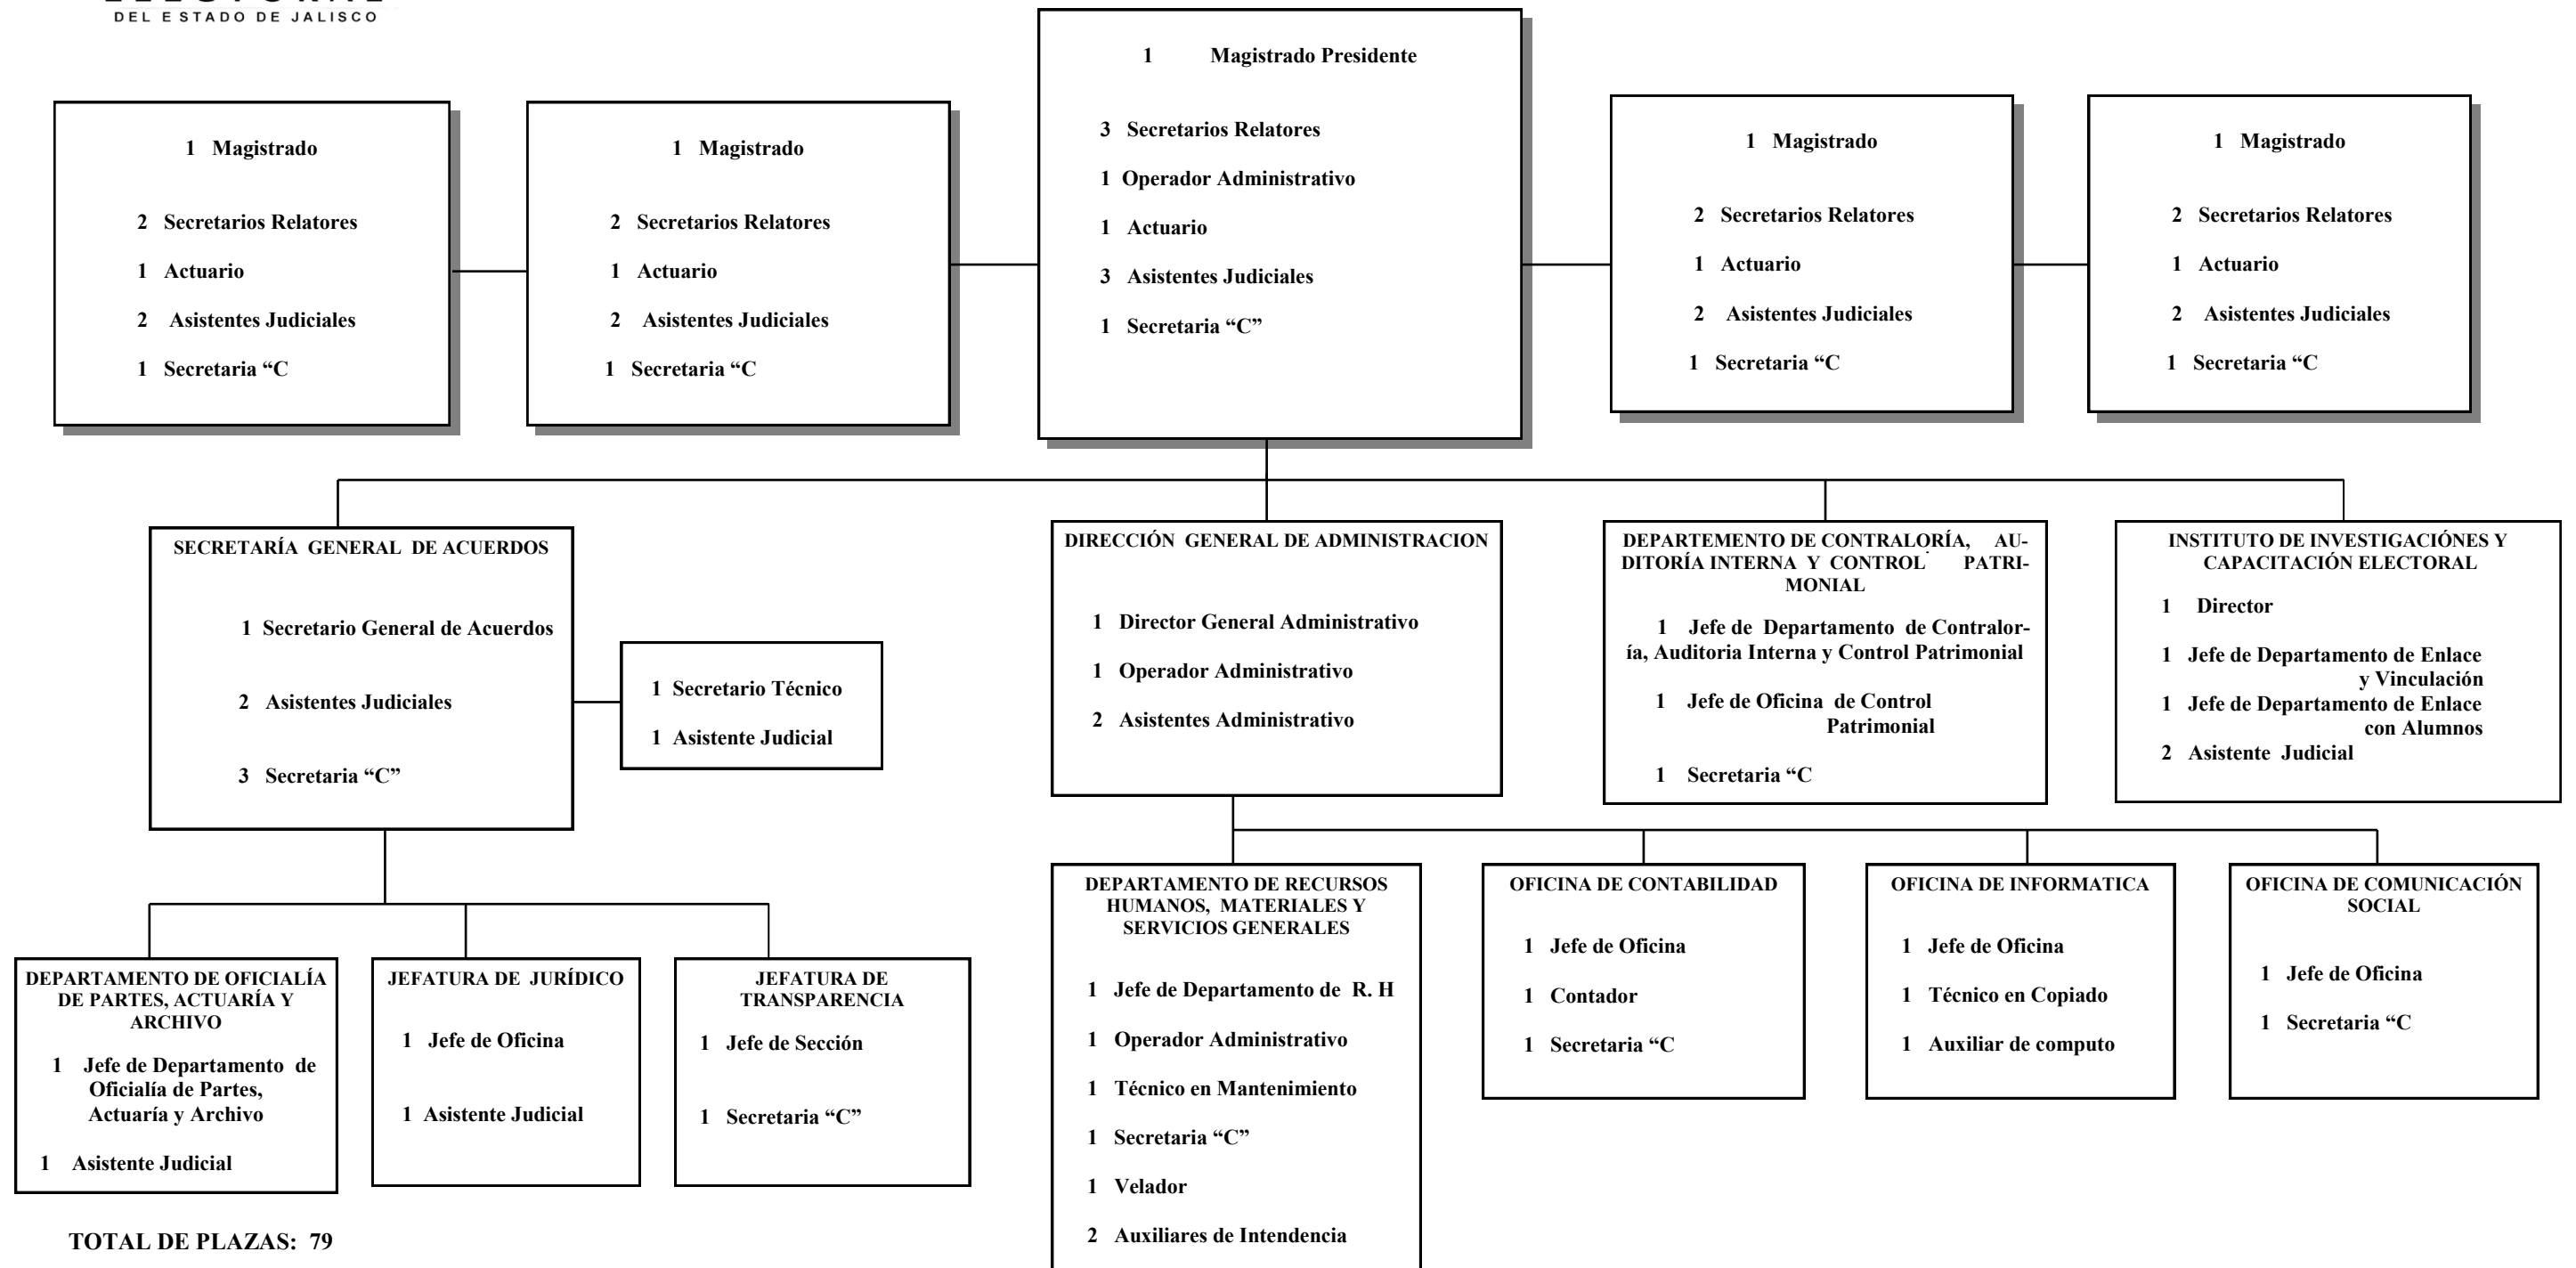 DEL ESTADO DE JALISCO
1 Magistrado Presidente
3 Secretarios Relatores
1 Operador Administrativo
1 Actuario
3 Asistentes Judiciales
1 Secretaria “C”
1 Magistrado
2 Secretarios Relatores
1 Actuario
2 Asistentes Judiciales
1 Secretaria “C
1 Magistrado
2 Secretarios Relatores
1 Actuario
2 Asistentes Judiciales
1 Secretaria “C
1 Magistrado
2 Secretarios Relatores
1 Actuario
2 Asistentes Judiciales
1 Secretaria “C
1 Magistrado
2 Secretarios Relatores
1 Actuario
2 Asistentes Judiciales
1 Secretaria “C
SECRETARÍA GENERAL DE ACUERDOS
1 Secretario General de Acuerdos
2 Asistentes Judiciales
3 Secretaria “C”
1 Secretario Técnico
1 Asistente Judicial
DIRECCIÓN GENERAL DE ADMINISTRACION
1 Director General Administrativo
1 Operador Administrativo
2 Asistentes Administrativo
DEPARTEMENTO DE CONTRALORÍA, AU-
DITORÍA INTERNA Y CONTROL PATRI-
MONIAL
1 Jefe de Departamento de Contralor-
ía, Auditoria Interna y Control Patrimonial
1 Jefe de Oficina de Control
Patrimonial
1 Secretaria “C
INSTITUTO DE INVESTIGACIÓNES Y
CAPACITACIÓN ELECTORAL
1 Director
1 Jefe de Departamento de Enlace
y Vinculación
1 Jefe de Departamento de Enlace
con Alumnos
2 Asistente Judicial
DEPARTAMENTO DE OFICIALÍA
DE PARTES, ACTUARÍA Y
ARCHIVO
1 Jefe de Departamento de
Oficialía de Partes,
Actuaría y Archivo
1 Asistente Judicial
JEFATURA DE JURÍDICO
1 Jefe de Oficina
1 Asistente Judicial
JEFATURA DE
TRANSPARENCIA
1 Jefe de Sección
1 Secretaria “C”
DEPARTAMENTO DE RECURSOS
HUMANOS, MATERIALES Y
SERVICIOS GENERALES
1 Jefe de Departamento de R. H
1 Operador Administrativo
1 Técnico en Mantenimiento
1 Secretaria “C”
1 Velador
2 Auxiliares de Intendencia
OFICINA DE CONTABILIDAD
1 Jefe de Oficina
1 Contador
1 Secretaria “C
OFICINA DE INFORMATICA
1 Jefe de Oficina
1 Técnico en Copiado
1 Auxiliar de computo
OFICINA DE COMUNICACIÓN
SOCIAL
1 Jefe de Oficina
1 Secretaria “C
TOTAL DE PLAZAS: 79